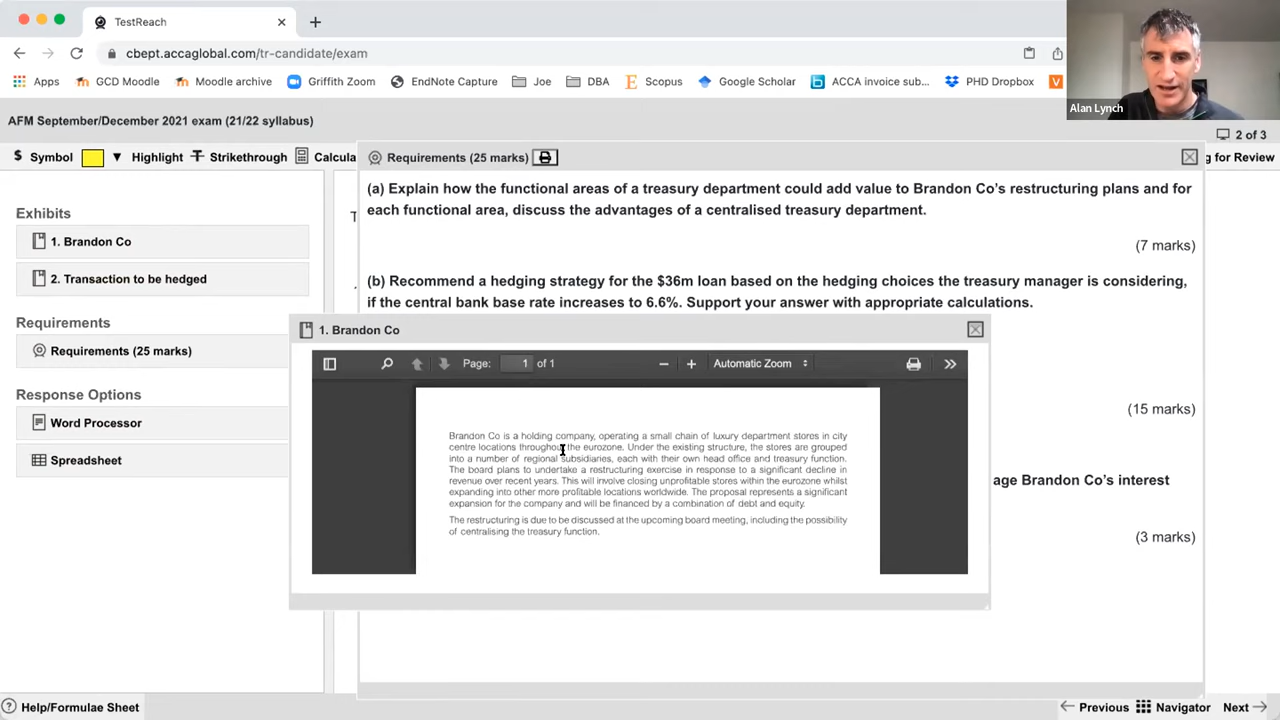 TestReach
cbept.accaglobal.com/tr-candidate/exam
Apps
GCD Moodle
Moodle archive
Griffith Zoom
EndNote Capture
Joe
DBA
Scopus
Google Scholar
ACCA invoice sub...
PHD Dropbox
Alan Lynch
AFM September/December 2021 exam (21/22 syllabus)
2 of 3
$ Symbol
Highlight
Strikethrough
Calcula
Requirements (25 marks)
g for Review
(a) Explain how the functional areas of a treasury department could add value to Brandon Co's restructuring plans and for
each functional area, discuss the advantages of a centralised treasury department.
(7 marks)
(b) Recommend a hedging strategy for the $36m loan based on the hedging choices the treasury manager is considering,
if the central bank base rate increases to 6.6%. Support your answer with appropriate calculations.
(15 marks)
age Brandon Co's interest
(3 marks)
Exhibits
1. Brandon Co
2. Transaction to be hedged
Requirements
Requirements (25 marks)
Response Options
Word Processor
Spreadsheet
1. Brandon Co
Page: 1 of 1
Automatic Zoom
Brandon Co is a holding company, operating a small chain of luxury department stores in city
centre locations throughout the eurozone. Under the existing structure, the stores are grouped
into a number of regional subsidiaries, each with their own head office and treasury function.
The board plans to undertake a restructuring exercise in response to a significant decline in
revenue over recent years. This will involve closing unprofitable stores within the eurozone whilst
expanding into other more profitable locations worldwide. The proposal represents a significant
expansion for the company and will be financed by a combination of debt and equity.
The restructuring is due to be discussed at the upcoming board meeting, including the possibility
of centralising the treasury function.
Help/Formulae Sheet
Previous
Navigator
Next